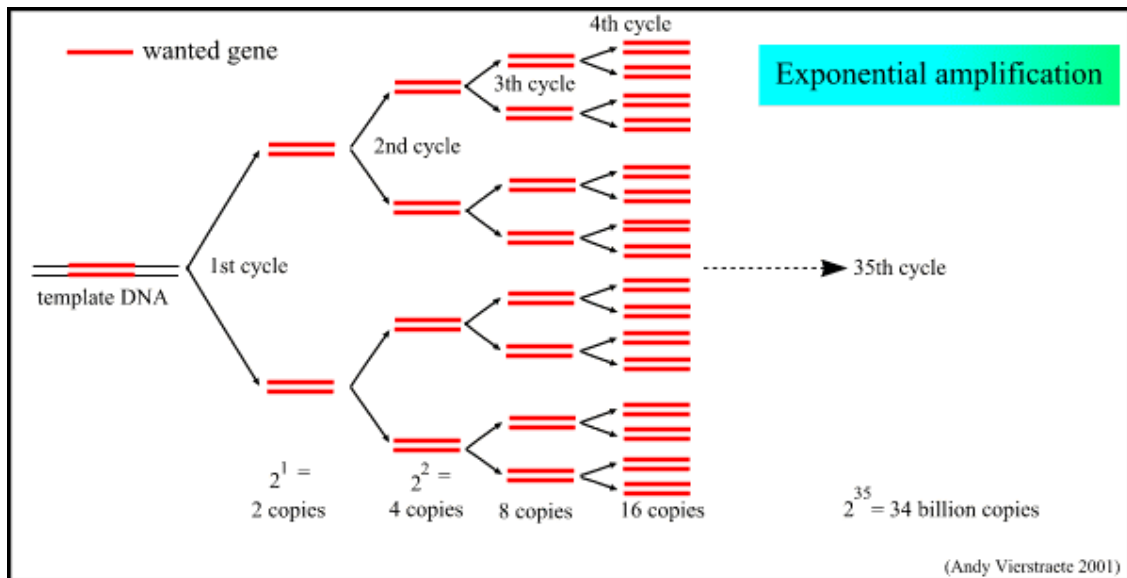 4th cycle
wanted gene
Exponential amplification
3th cycle
2nd cycle
1st cycle
35th cycle
template DNA
2^1 =
2 copies
2^2 =
4 copies
8 copies
16 copies
2^35 = 34 billion copies
(Andy Vierstraete 2001)